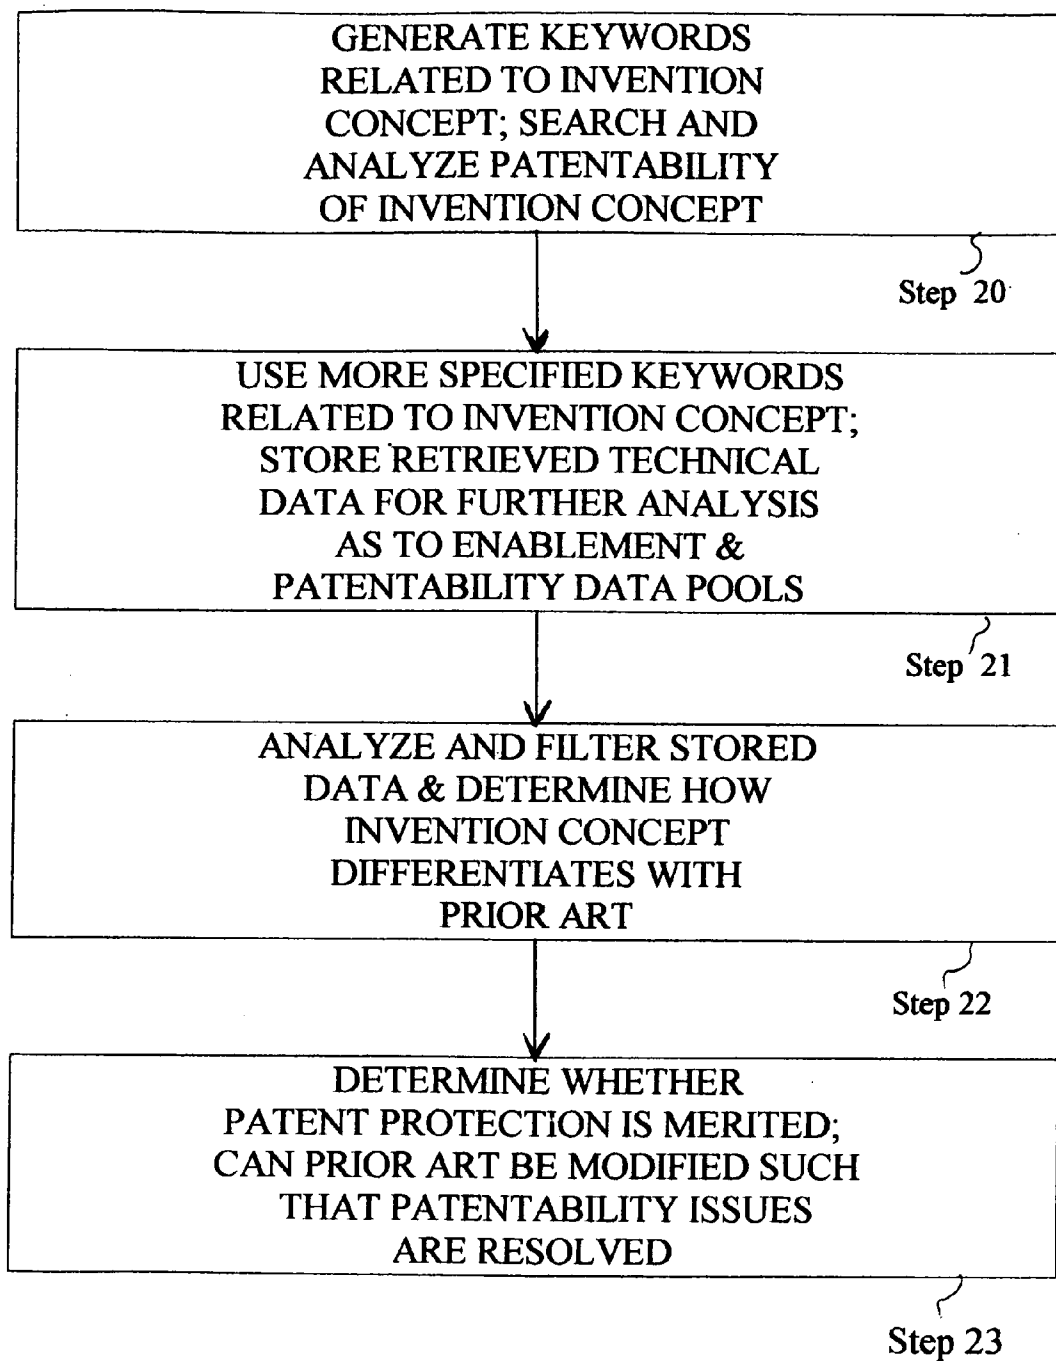 GENERATE KEYWORDS
RELATED TO INVENTION
CONCEPT; SEARCH AND
ANALYZE PATENTABILITY
OF INVENTION CONCEPT
Step 20
USE MORE SPECIFIED KEYWORDS
RELATED TO INVENTION CONCEPT;
STORE RETRIEVED TECHNICAL
DATA FOR FURTHER ANALYSIS
AS TO ENABLEMENT &
PATENTABILITY DATA POOLS
Step 21
ANALYZE AND FILTER STORED
DATA & DETERMINE HOW
INVENTION CONCEPT
DIFFERENTIATES WITH
PRIOR ART
Step 22
DETERMINE WHETHER
PATENT PROTECTION IS MERITED;
CAN PRIOR ART BE MODIFIED SUCH
THAT PATENTABILITY ISSUES
ARE RESOLVED
Step 23